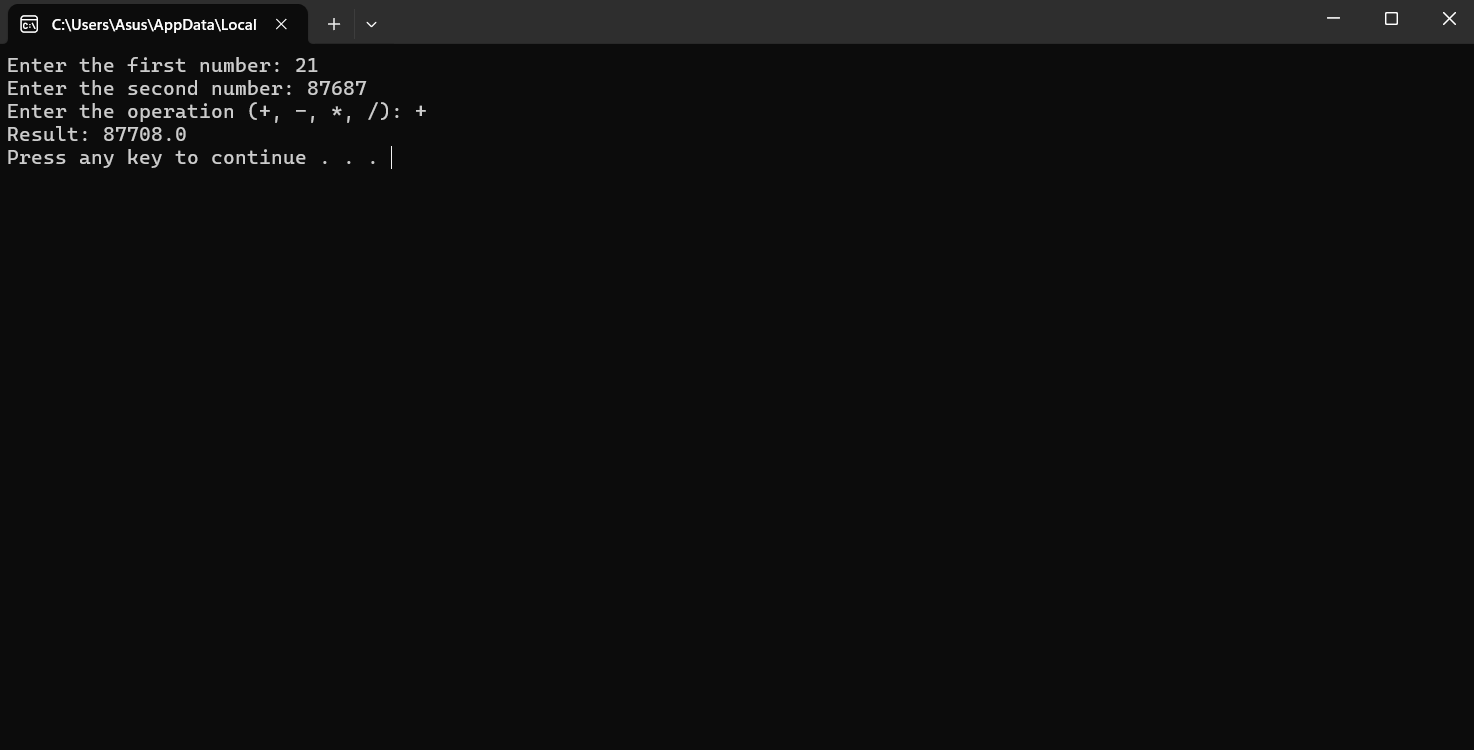 C:\Users\Asus\AppData\Local
Enter the first number: 21
Enter the second number: 87687
Enter the operation (+, -, *, /): +
Result: 87708.0
Press any key to continue . . .